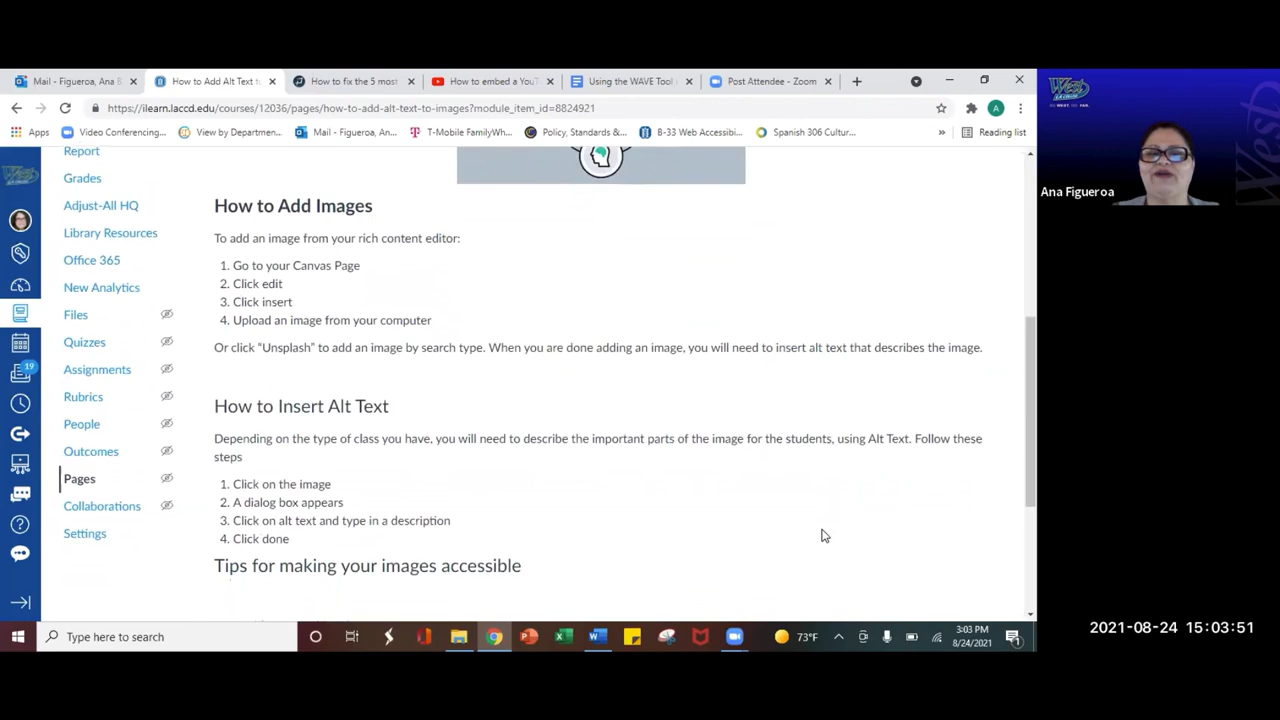 Mail - Figueroa, Ana B
How to Add Alt Text to
How to fix the 5 most
How to embed a YouT
Using the WAVE Tool
Post Attendee - Zoom
https://ilearn.laccd.edu/courses/12036/pages/how-to-add-alt-text-to-images?module_item_id=8824921
A
Apps
Video Conferencing...
View by Departmen...
Mail - Figueroa, An...
T-Mobile FamilyWh...
Policy, Standards &...
B-33 Web Accessibi...
Spanish 306 Cultur...
»
Reading list
West
Ana Figueroa
Report
Grades
Adjust-All HQ
Library Resources
Office 365
New Analytics
Files
Quizzes
Assignments
19
Rubrics
People
Outcomes
Pages
Collaborations
Settings
How to Add Images
To add an image from your rich content editor:
1. Go to your Canvas Page
2. Click edit
3. Click insert
4. Upload an image from your computer
Or click “Unsplash” to add an image by search type. When you are done adding an image, you will need to insert alt text that describes the image.
How to Insert Alt Text
Depending on the type of class you have, you will need to describe the important parts of the image for the students, using Alt Text. Follow these
steps
1. Click on the image
2. A dialog box appears
3. Click on alt text and type in a description
4. Click done
Tips for making your images accessible
Type here to search
73°F
3:03 PM
8/24/2021
2021-08-24 15:03:51